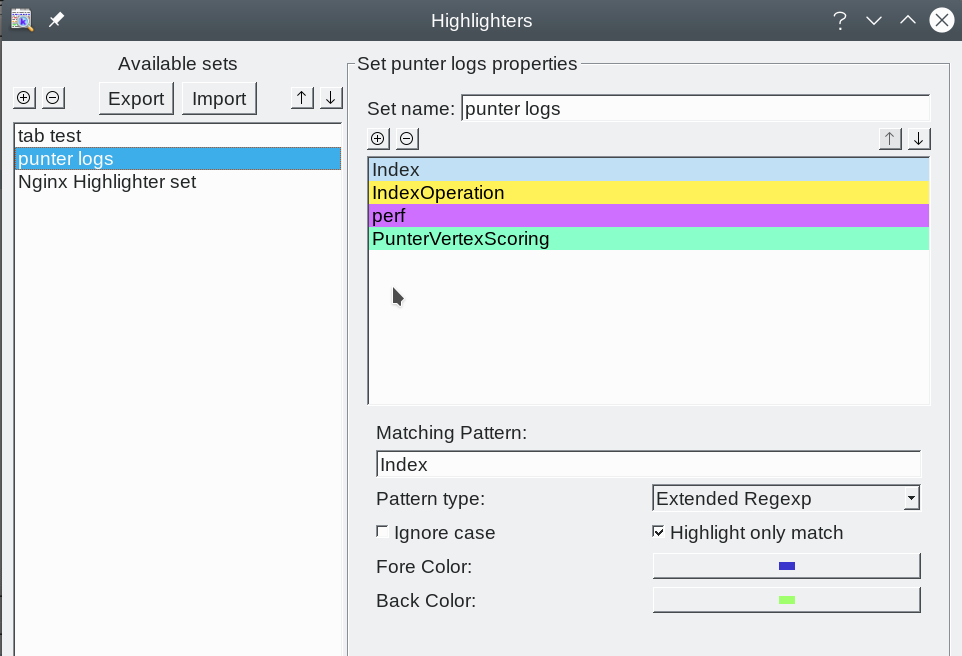 Highlighters
Available sets
Export
Import
tab test
punter logs
Nginx Highlighter set
Set punter logs properties
Set name: punter logs
Index
IndexOperation
perf
PunterVertexScoring
Matching Pattern:
Index
Pattern type: Extended Regexp
Ignore case
Highlight only match
Fore Color:
Back Color: